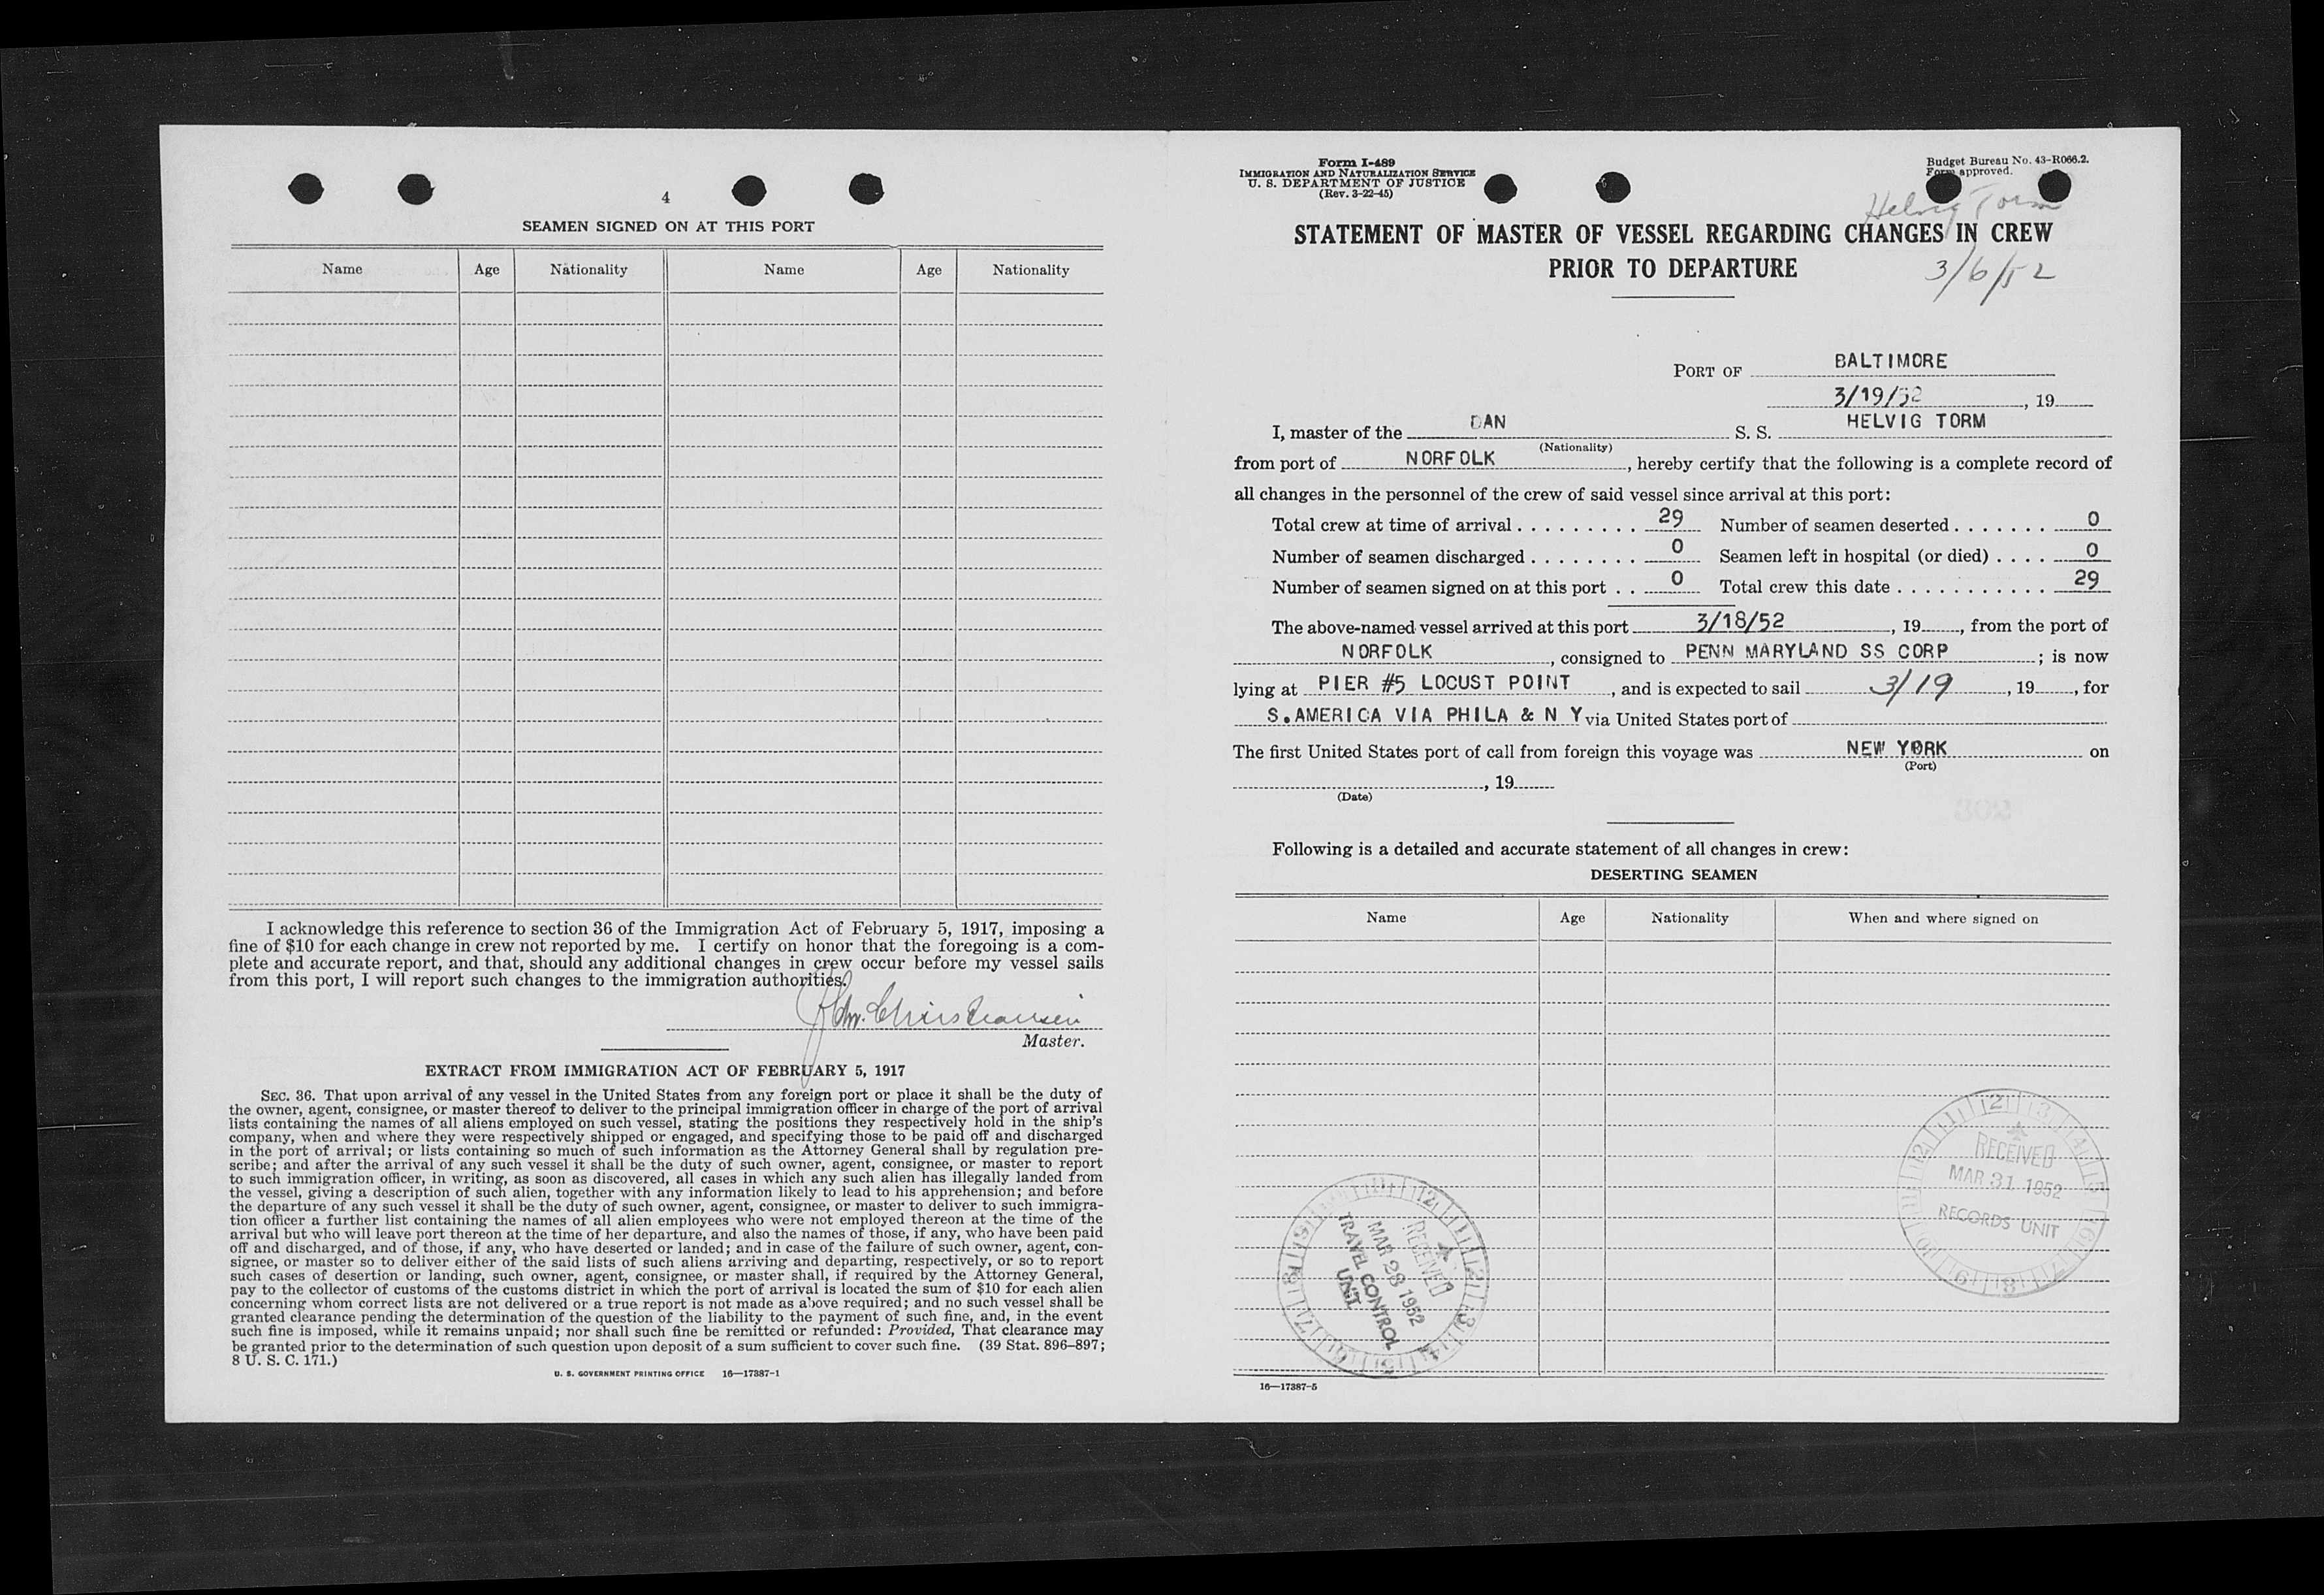 4
SEAMEN SIGNED ON AT THIS PORT
Name Age Nationality Name Age Nationality
I acknowledge this reference to section 36 of the Immigration Act of February 5, 1917, imposing a
fine of $10 for each change in crew not reported by me. I certify on honor that the foregoing is a com-
plete and accurate report, and that, should any additional changes in crew occur before my vessel sails
from this port, I will report such changes to the immigration authorities.
Christiansen
Master.
EXTRACT FROM IMMIGRATION ACT OF FEBRUARY 5, 1917
SEC. 36. That upon arrival of any vessel in the United States from any foreign port or place it shall be the duty of
the owner, agent, consignee, or master thereof to deliver to the principal immigration officer in charge of the port of arrival
lists containing the names of all aliens employed on such vessel, stating the positions they respectively hold in the ship's
company, when and where they were respectively shipped or engaged, and specifying those to be paid off and discharged
in the port of arrival; or lists containing so much of such information as the Attorney General shall by regulation pre-
scribe; and after the arrival of any such vessel it shall be the duty of such owner, agent, consignee, or master to report
to such immigration officer, in writing, as soon as discovered, all cases in which any such alien has illegally landed from
the vessel, giving a description of such alien, together with any information likely to lead to his apprehension; and before
the departure of any such vessel it shall be the duty of such owner, agent, consignee, or master to deliver to such immigra-
tion officer a further list containing the names of all alien employees who were not employed thereon at the time of the
arrival but who will leave port thereon at the time of her departure, and also the names of those, if any, who have been paid
off and discharged, and of those, if any, who have deserted or landed; and in case of the failure of such owner, agent, con-
signee, or master so to deliver either of the said lists of such aliens arriving and departing, respectively, or so to report
such cases of desertion or landing, such owner, agent, consignee, or master shall, if required by the Attorney General,
pay to the collector of customs of the customs district in which the port of arrival is located the sum of $10 for each alien
concerning whom correct lists are not delivered or a true report is not made as above required; and no such vessel shall be
granted clearance pending the determination of the question of the liability to the payment of such fine, and, in the event
such fine is imposed, while it remains unpaid; nor shall such fine be remitted or refunded: Provided, That clearance may
be granted prior to the determination of such question upon deposit of a sum sufficient to cover such fine. (39 Stat. 896–897;
8 U. S. C. 171.)
U. S. GOVERNMENT PRINTING OFFICE 16—17387-1
Form I-489
IMMIGRATION AND NATURALIZATION SERVICE
U. S. DEPARTMENT OF JUSTICE
(Rev. 3-22-45)
Budget Bureau No. 43-R066.2.
Form approved.
Helvig Torm
STATEMENT OF MASTER OF VESSEL REGARDING CHANGES IN CREW
PRIOR TO DEPARTURE
3/6/52
PORT OF BALTIMORE
3/19/52, 19
I, master of the DAN S. S. HELVIG TORM
(Nationality)
from port of NORFOLK, hereby certify that the following is a complete record of
all changes in the personnel of the crew of said vessel since arrival at this port:
Total crew at time of arrival . . . . . . . . . 29 Number of seamen deserted . . . . . . . 0
Number of seamen discharged . . . . . . . . 0 Seamen left in hospital (or died) . . . . 0
Number of seamen signed on at this port . . 0 Total crew this date . . . . . . . . . . . 29
The above-named vessel arrived at this port 3/18/52, 19, from the port of
NORFOLK, consigned to PENN MARYLAND SS CORP; is now
lying at PIER #5 LOCUST POINT, and is expected to sail 3/19, 19, for
S.AMERICA VIA PHILA & N Y via United States port of
The first United States port of call from foreign this voyage was NEW YORK on
(Port)
, 19
(Date)
Following is a detailed and accurate statement of all changes in crew:
DESERTING SEAMEN
Name Age Nationality When and where signed on
RECEIVED
MAR 31 1952
RECORDS UNIT
RECEIVED
MAR 28 1952
TRAVEL CONTROL
UNIT
16—17387-5